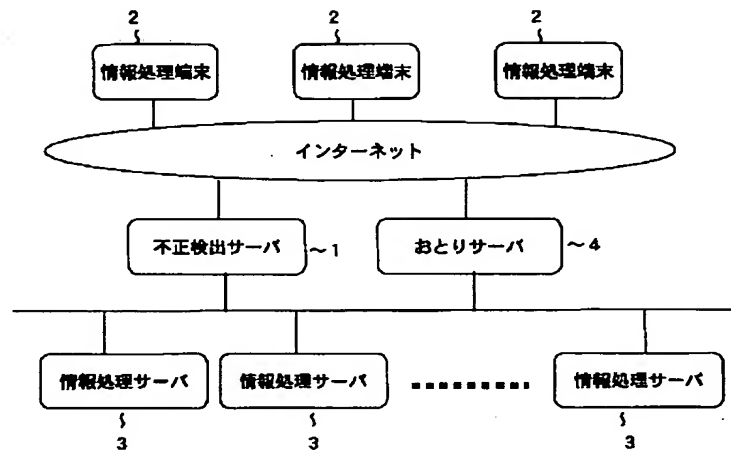 2 2 2
情報処理端末 情報処理端末 情報処理端末
インターネット
不正検出サーバ ~1 おとりサーバ ~4
情報処理サーバ 情報処理サーバ 情報処理サーバ
3 3 3